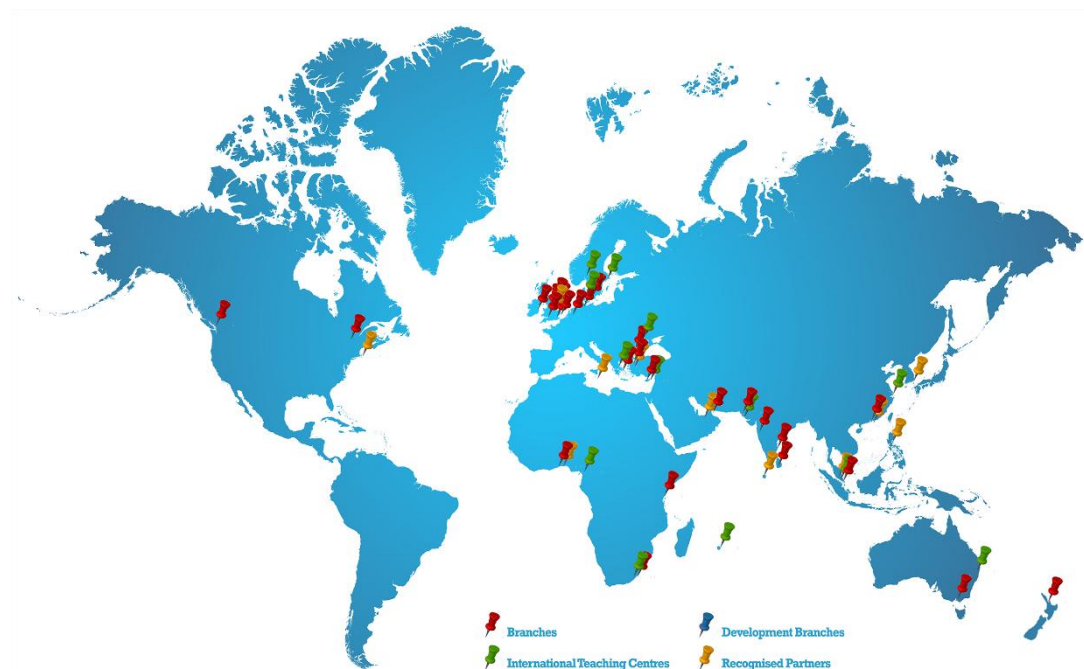 Branches
Development Branches
International Teaching Centres
Recognised Partners